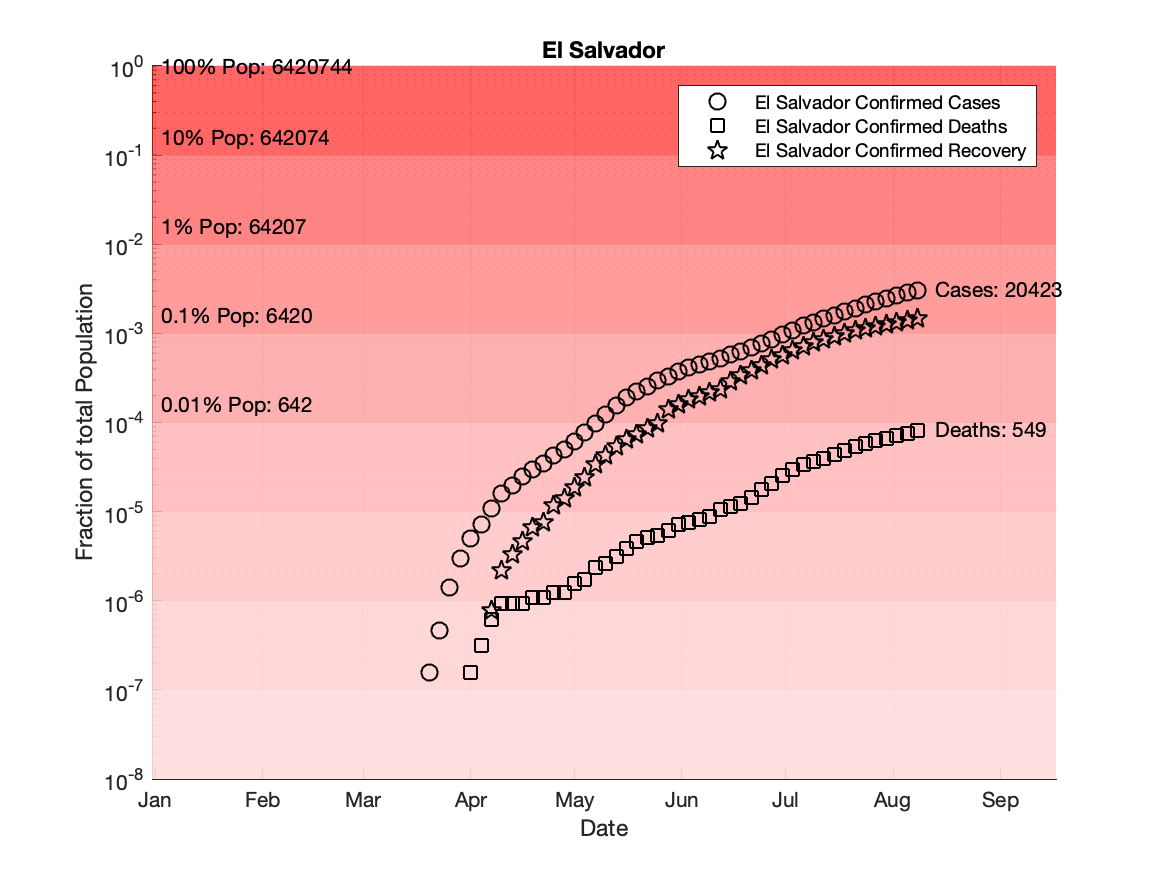 El Salvador
10^0
100% Pop: 6420744
El Salvador Confirmed Cases
El Salvador Confirmed Deaths
El Salvador Confirmed Recovery
10% Pop: 642074
10^-1
1% Pop: 64207
10^-2
Cases: 20423
0.1% Pop: 6420
10^-3
0.01% Pop: 642
10^-4
Deaths: 549
10^-5
10^-6
10^-7
10^-8
Fraction of total Population
Jan Feb Mar Apr May Jun Jul Aug Sep
Date